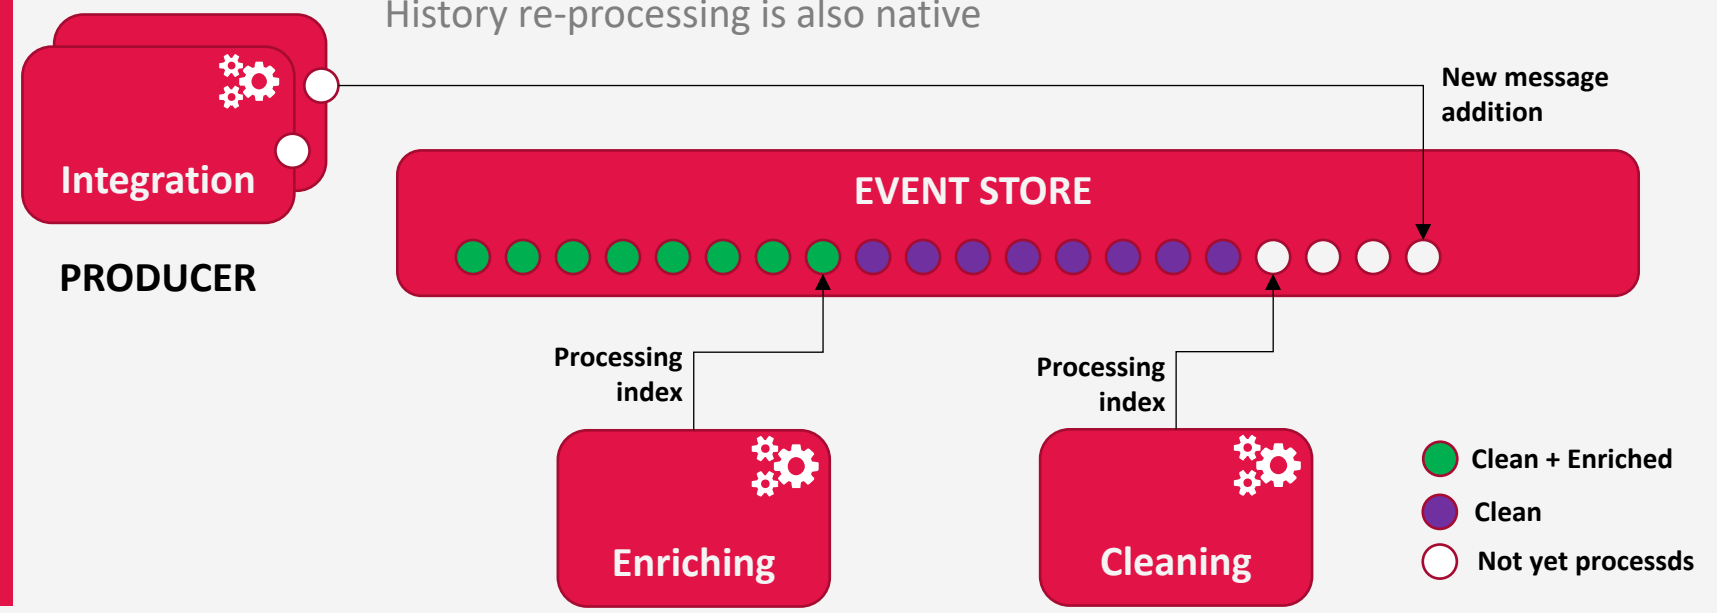 History re-processing is also native
New message
addition
Integration
EVENT STORE
PRODUCER
Processing
index
Processing
index
Enriching
Cleaning
Clean + Enriched
Clean
Not yet processds